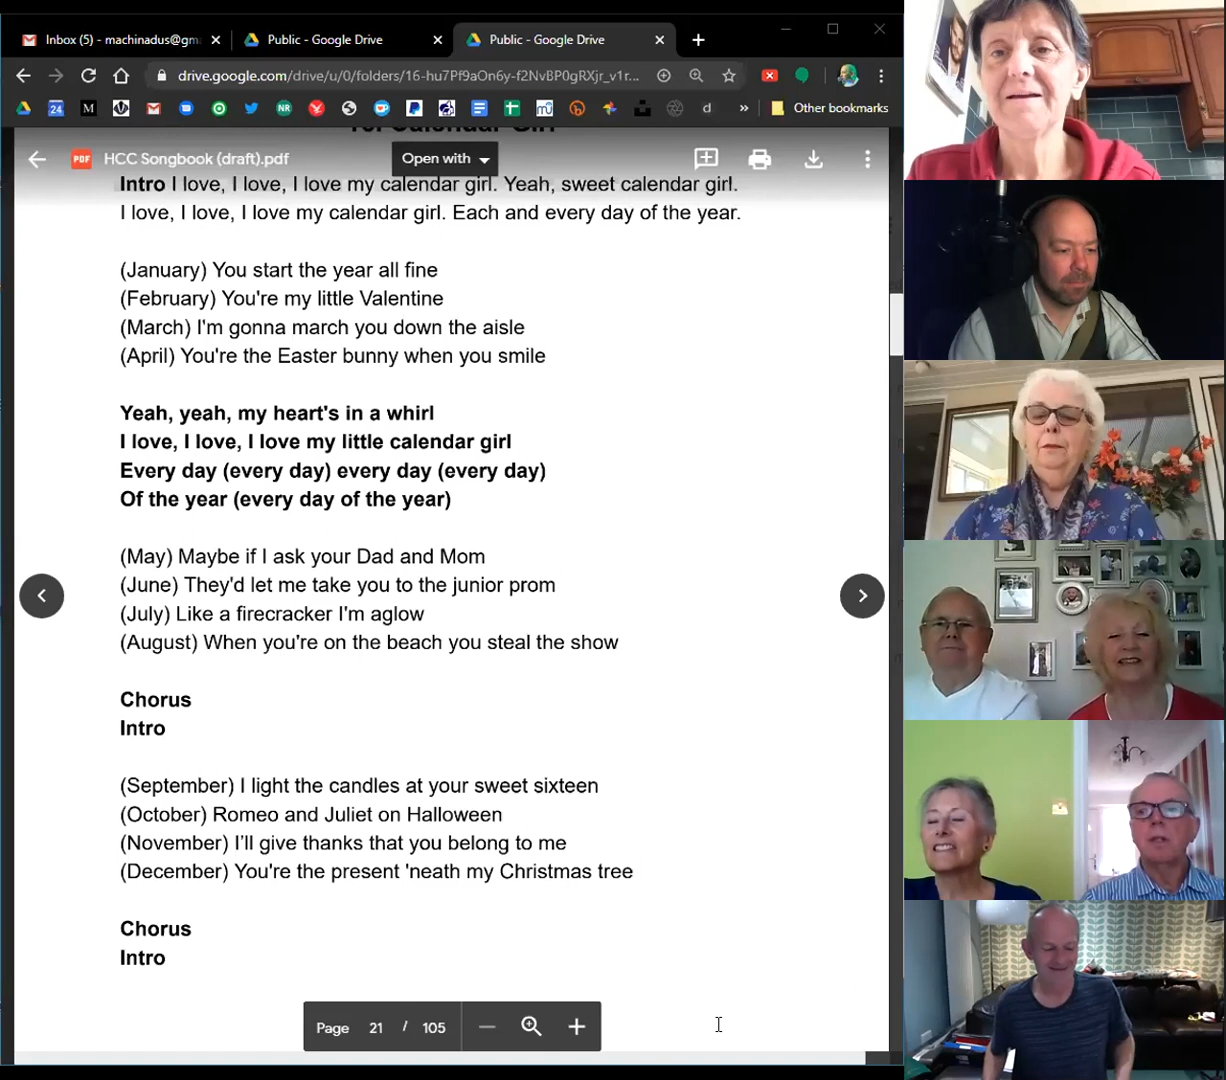 Inbox (5) - machinadus@gm
Public - Google Drive
Public - Google Drive
drive.google.com/drive/u/0/folders/16-hu7Pf9aOn6y-f2NvBP0gRXjr_v1r...
24
M
NR
d
»
Other bookmarks
Calendar Girl
PDF
HCC Songbook (draft).pdf
Open with
Intro I love, I love, I love my calendar girl. Yeah, sweet calendar girl.
I love, I love, I love my calendar girl. Each and every day of the year.
(January) You start the year all fine
(February) You're my little Valentine
(March) I'm gonna march you down the aisle
(April) You're the Easter bunny when you smile
Yeah, yeah, my heart's in a whirl
I love, I love, I love my little calendar girl
Every day (every day) every day (every day)
Of the year (every day of the year)
(May) Maybe if I ask your Dad and Mom
(June) They'd let me take you to the junior prom
(July) Like a firecracker I'm aglow
(August) When you're on the beach you steal the show
Chorus
Intro
(September) I light the candles at your sweet sixteen
(October) Romeo and Juliet on Halloween
(November) I'll give thanks that you belong to me
(December) You're the present 'neath my Christmas tree
Chorus
Intro
Page 21 / 105